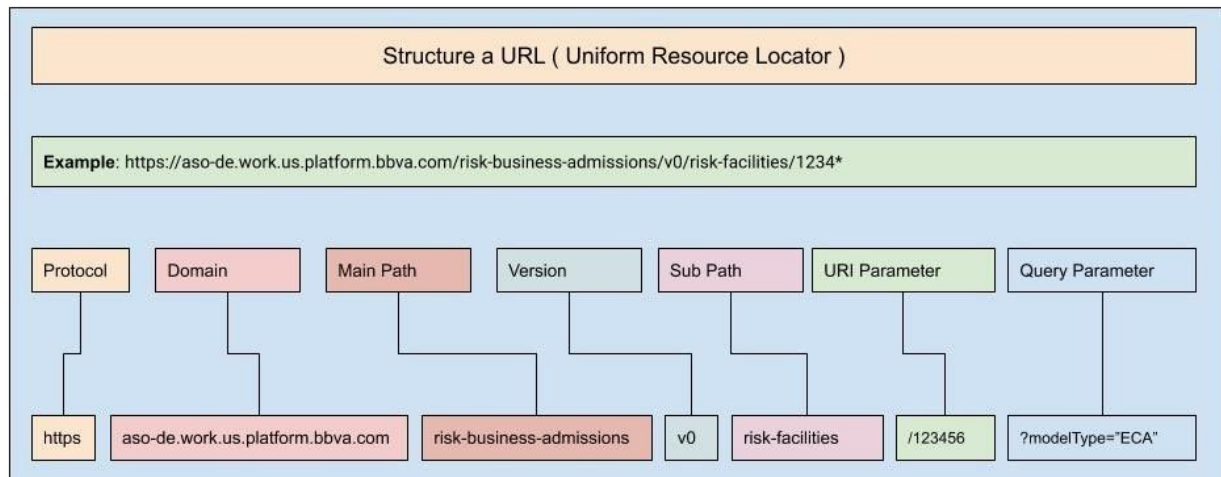 Structure a URL ( Uniform Resource Locator )
Example: https://aso-de.work.us.platform.bbva.com/risk-business-admissions/v0/risk-facilities/1234*
Protocol
Domain
Main Path
Version
Sub Path
URI Parameter
Query Parameter
https
aso-de.work.us.platform.bbva.com
risk-business-admissions
v0
risk-facilities
/123456
?modelType=”ECA”